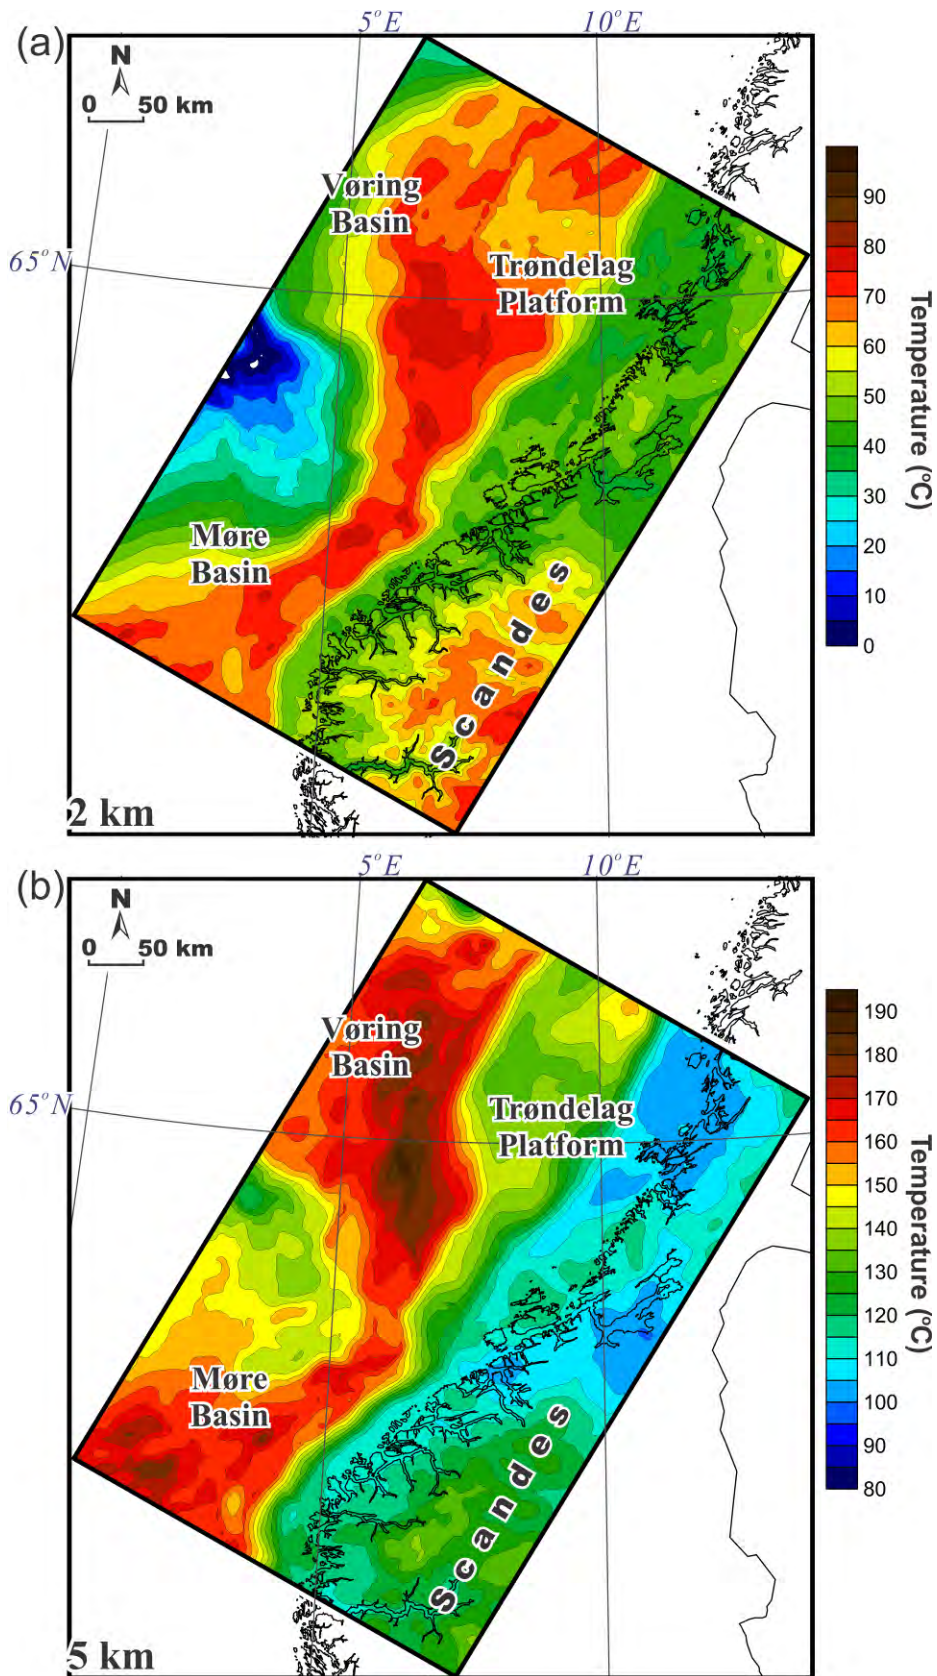 (a)
5°E
10°E
N
0 50 km
Vøring
Basin
65°N
Trøndelag
Platform
Møre
Basin
Scandes
2 km
90
80
70
60
50
40
30
20
10
0
Temperature (°C)
(b)
5°E
10°E
N
0 50 km
Vøring
Basin
65°N
Trøndelag
Platform
Møre
Basin
Scandes
5 km
190
180
170
160
150
140
130
120
110
100
90
80
Temperature (°C)